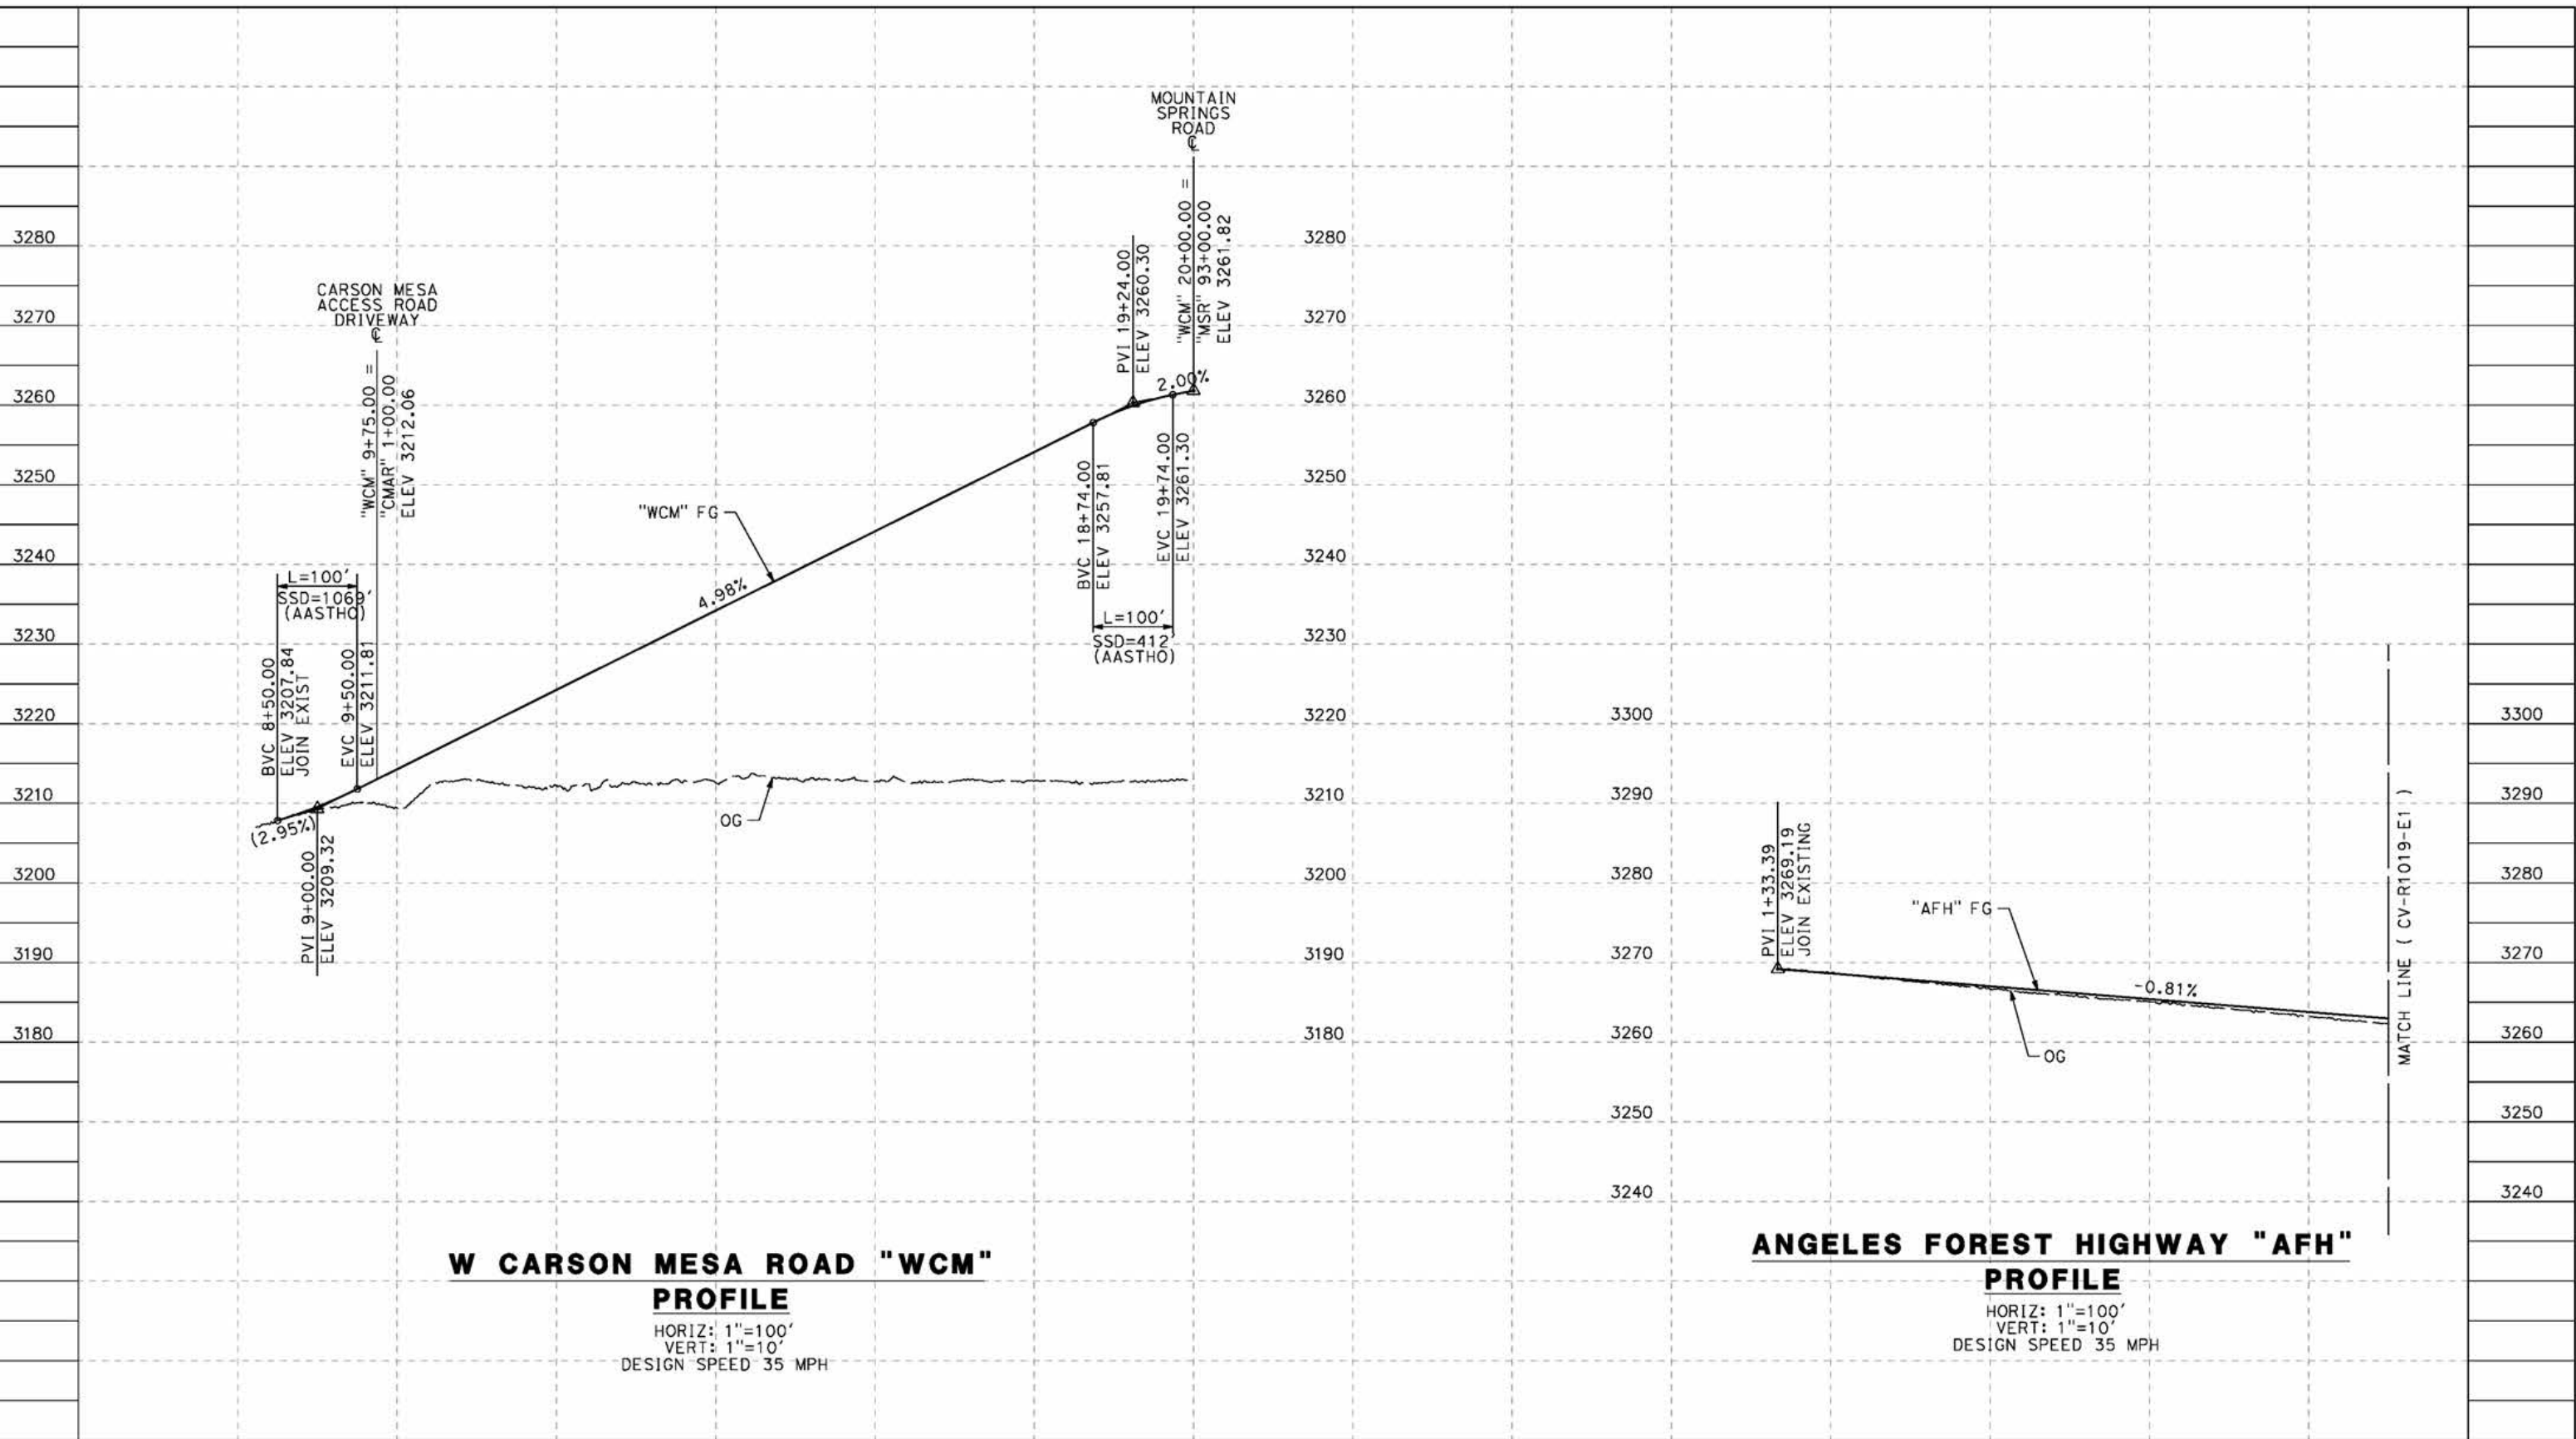 3280
3270
3260
3250
3240
3230
3220
3210
3200
3190
3180
CARSON MESA
ACCESS ROAD
DRIVEWAY
℄
"WCM" 9+75.00 =
"CMAR" 1+00.00
ELEV 3212.06
L=100'
SSD=1069'
(AASTHO)
BVC 8+50.00
ELEV 3207.84
JOIN EXIST
EVC 9+50.00
ELEV 3211.81
(2.95%)
PVI 9+00.00
ELEV 3209.32
"WCM" FG
4.98%
OG
MOUNTAIN
SPRINGS
ROAD
℄
"WCM" 20+00.00 =
"MSR" 93+00.00
ELEV 3261.82
PVI 19+24.00
ELEV 3260.30
2.00%
BVC 18+74.00
ELEV 3257.81
EVC 19+74.00
ELEV 3261.30
L=100'
SSD=412'
(AASTHO)
3280
3270
3260
3250
3240
3230
3220
3210
3200
3190
3180
W CARSON MESA ROAD "WCM"
PROFILE
HORIZ: 1"=100'
VERT: 1"=10'
DESIGN SPEED 35 MPH
3300
3290
3280
3270
3260
3250
3240
PVI 1+33.39
ELEV 3269.19
JOIN EXISTING
"AFH" FG
-0.81%
OG
MATCH LINE ( CV-R1019-E1 )
3300
3290
3280
3270
3260
3250
3240
ANGELES FOREST HIGHWAY "AFH"
PROFILE
HORIZ: 1"=100'
VERT: 1"=10'
DESIGN SPEED 35 MPH